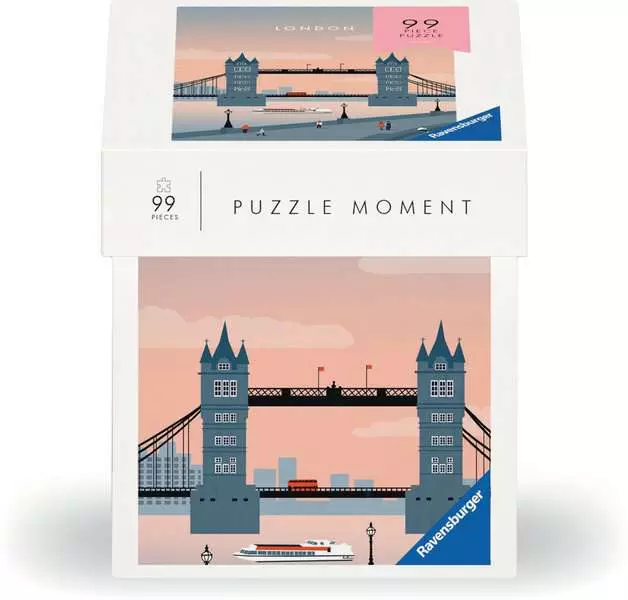 LONDON
99
PIECE
PUZZLE
Ravensburger
99
PIECES
PUZZLE MOMENT
Ravensburger